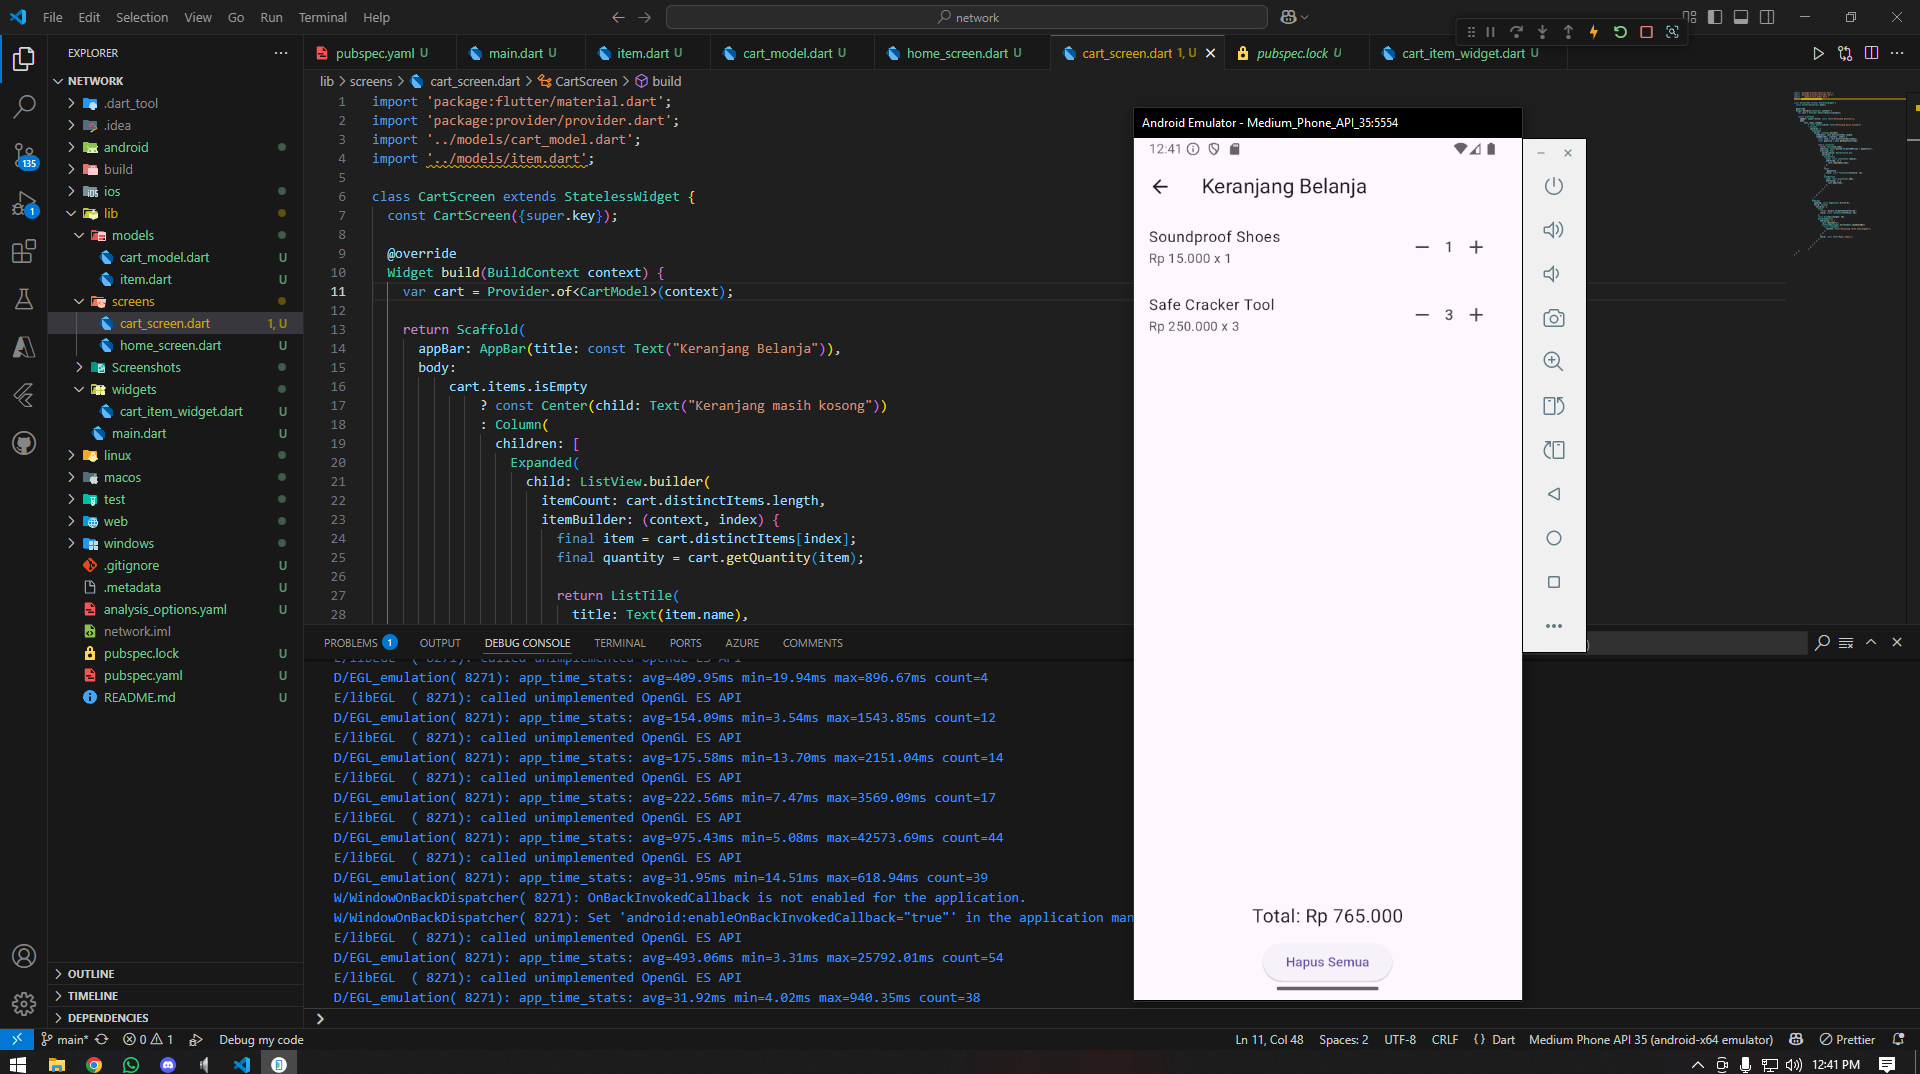 File Edit Selection View Go Run Terminal Help
network
EXPLORER
NETWORK
.dart_tool
.idea
android
build
ios
lib
models
cart_model.dart U
item.dart U
screens
cart_screen.dart 1, U
home_screen.dart U
Screenshots
widgets
cart_item_widget.dart U
main.dart U
linux
macos
test
web
windows
.gitignore U
.metadata U
analysis_options.yaml U
network.iml
pubspec.lock U
pubspec.yaml U
README.md U
OUTLINE
TIMELINE
DEPENDENCIES
135
1
pubspec.yaml U
main.dart U
item.dart U
cart_model.dart U
home_screen.dart U
cart_screen.dart 1, U
pubspec.lock U
cart_item_widget.dart U
lib > screens > cart_screen.dart > CartScreen > build
1 import 'package:flutter/material.dart';
2 import 'package:provider/provider.dart';
3 import '../models/cart_model.dart';
4 import '../models/item.dart';
5
6 class CartScreen extends StatelessWidget {
7 const CartScreen({super.key});
8
9 @override
10 Widget build(BuildContext context) {
11 var cart = Provider.of<CartModel>(context);
12
13 return Scaffold(
14 appBar: AppBar(title: const Text("Keranjang Belanja")),
15 body:
16 cart.items.isEmpty
17 ? const Center(child: Text("Keranjang masih kosong"))
18 : Column(
19 children: [
20 Expanded(
21 child: ListView.builder(
22 itemCount: cart.distinctItems.length,
23 itemBuilder: (context, index) {
24 final item = cart.distinctItems[index];
25 final quantity = cart.getQuantity(item);
26
27 return ListTile(
28 title: Text(item.name),
PROBLEMS 1 OUTPUT DEBUG CONSOLE TERMINAL PORTS AZURE COMMENTS
E/libEGL ( 8271): called unimplemented OpenGL ES API
D/EGL_emulation( 8271): app_time_stats: avg=409.95ms min=19.94ms max=896.67ms count=4
E/libEGL ( 8271): called unimplemented OpenGL ES API
D/EGL_emulation( 8271): app_time_stats: avg=154.09ms min=3.54ms max=1543.85ms count=12
E/libEGL ( 8271): called unimplemented OpenGL ES API
D/EGL_emulation( 8271): app_time_stats: avg=175.58ms min=13.70ms max=2151.04ms count=14
E/libEGL ( 8271): called unimplemented OpenGL ES API
D/EGL_emulation( 8271): app_time_stats: avg=222.56ms min=7.47ms max=3569.09ms count=17
E/libEGL ( 8271): called unimplemented OpenGL ES API
D/EGL_emulation( 8271): app_time_stats: avg=975.43ms min=5.08ms max=42573.69ms count=44
E/libEGL ( 8271): called unimplemented OpenGL ES API
D/EGL_emulation( 8271): app_time_stats: avg=31.95ms min=14.51ms max=618.94ms count=39
W/WindowOnBackDispatcher( 8271): OnBackInvokedCallback is not enabled for the application.
W/WindowOnBackDispatcher( 8271): Set 'android:enableOnBackInvokedCallback="true"' in the application man
E/libEGL ( 8271): called unimplemented OpenGL ES API
D/EGL_emulation( 8271): app_time_stats: avg=493.06ms min=3.31ms max=25792.01ms count=54
E/libEGL ( 8271): called unimplemented OpenGL ES API
D/EGL_emulation( 8271): app_time_stats: avg=31.92ms min=4.02ms max=940.35ms count=38
Android Emulator - Medium_Phone_API_35:5554
12:41
Keranjang Belanja
Soundproof Shoes
Rp 15.000 x 1
1
Safe Cracker Tool
Rp 250.000 x 3
3
Total: Rp 765.000
Hapus Semua
main* 0 1 Debug my code
Ln 11, Col 48 Spaces: 2 UTF-8 CRLF {} Dart Medium Phone API 35 (android-x64 emulator) Prettier
12:41 PM